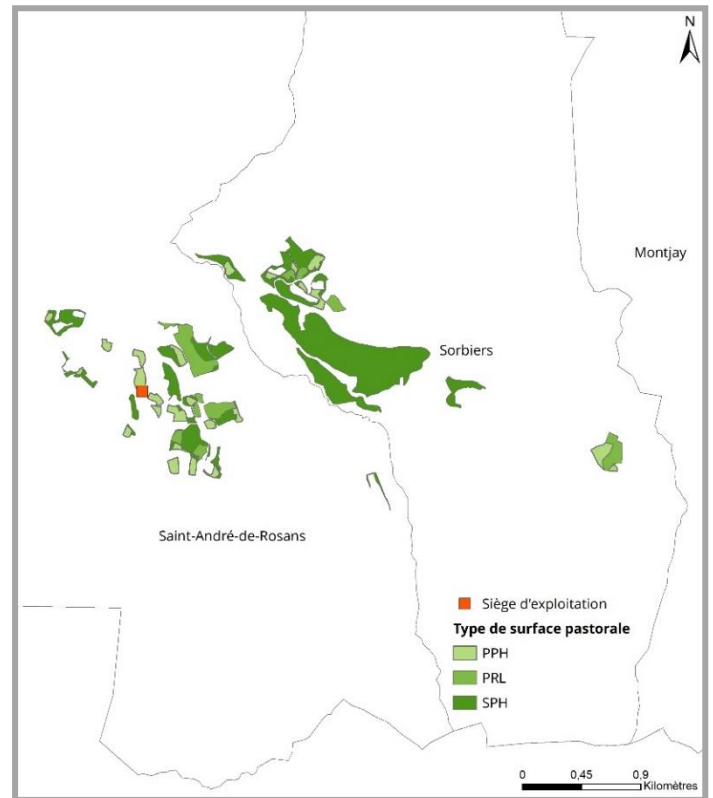 N
Montjay
Sorbiers
Saint-André-de-Rosans
Siège d'exploitation
Type de surface pastorale
PPH
PRL
SPH
0 0,45 0,9
Kilomètres